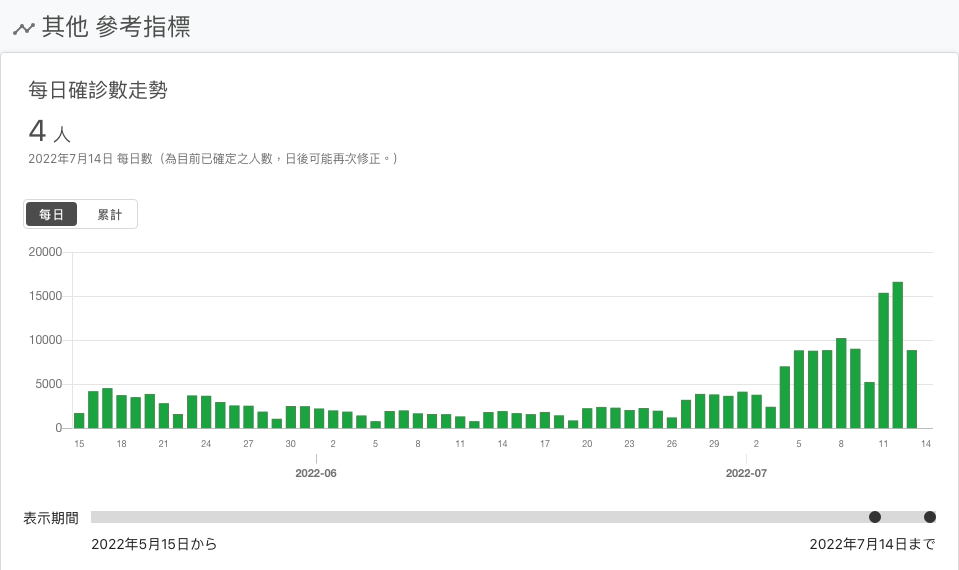 其他 參考指標
每日確診數走勢
4 人
2022年7月14日 每日數（為目前已確定之人數，日後可能再次修正。）
每日 累計
20000
15000
10000
5000
0
15 18 21 24 27 30 2 5 8 11 14 17 20 23 26 29 2 5 8 11 14
2022-06 2022-07
表示期間
2022年5月15日から 2022年7月14日まで